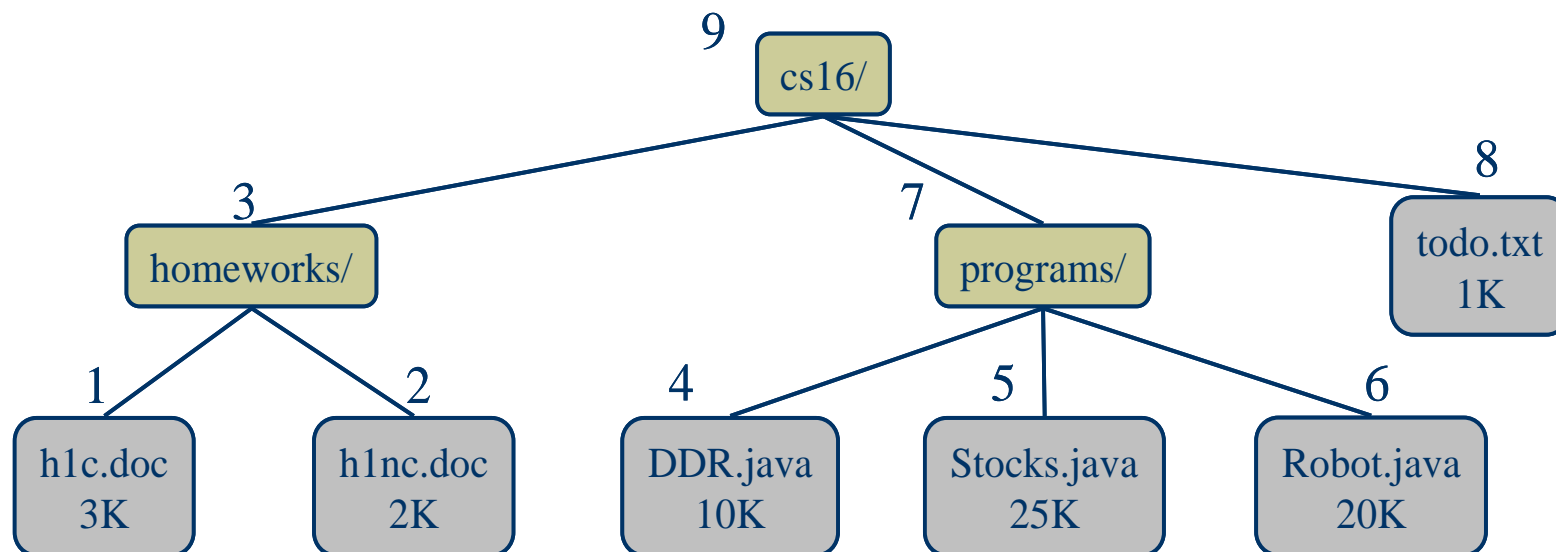 9
cs16/
8
3
7
homeworks/
programs/
todo.txt
1K
1
2
4
5
6
h1c.doc
3K
h1nc.doc
2K
DDR.java
10K
Stocks.java
25K
Robot.java
20K